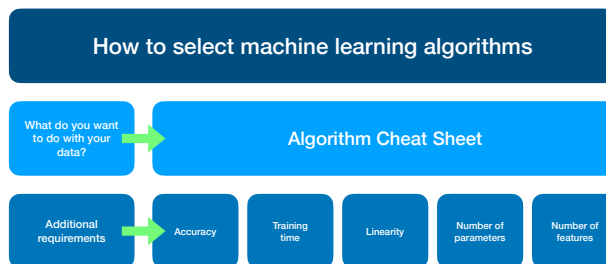 How to select machine learning algorithms
What do you want
to do with your
data?
Algorithm Cheat Sheet
Additional
requirements
Accuracy
Training
time
Linearity
Number of
parameters
Number of
features